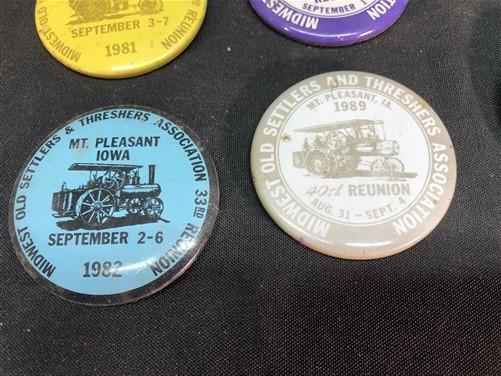 SEPTEMBER 3-7
1981
MIDWEST OLD
REUNION
SEPTEMBER
MIDWEST OLD SETTLERS & THRESHERS ASSOCIATION 33RD REUNION
MT. PLEASANT
IOWA
SEPTEMBER 2-6
1982
MIDWEST OLD SETTLERS AND THRESHERS ASSOCIATION
MT. PLEASANT, IA.
1989
40th REUNION
AUG. 31 - SEPT. 4